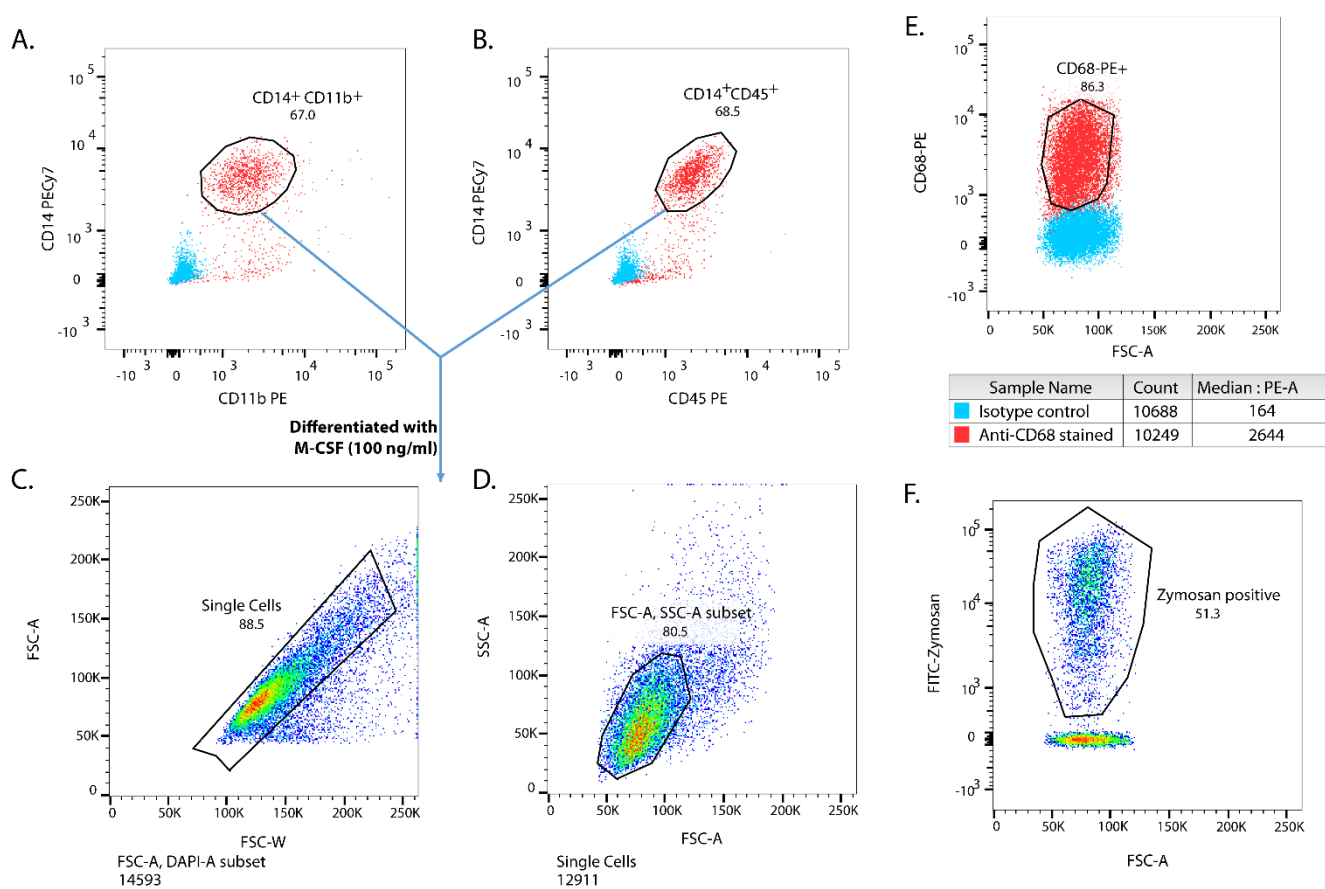 A.
CD14+ CD11b+
67.0
10 5
10 4
10 3
0
-10 3
CD14 PECy7
-10 3 0 10 3 10 4 10 5
CD11b PE
B.
CD14+CD45+
68.5
10 5
10 4
10 3
0
-10 3
CD14 PECy7
-10 3 0 10 3 10 4 10 5
CD45 PE
Differentiated with
M-CSF (100 ng/ml)
C.
Single Cells
88.5
250K
200K
150K
100K
50K
0
FSC-A
0 50K 100K 150K 200K 250K
FSC-W
FSC-A, DAPI-A subset
14593
D.
FSC-A, SSC-A subset
80.5
250K
200K
150K
100K
50K
0
SSC-A
0 50K 100K 150K 200K 250K
FSC-A
Single Cells
12911
E.
CD68-PE+
86.3
10 5
10 4
10 3
0
-10 3
CD68-PE
0 50K 100K 150K 200K 250K
FSC-A
Sample Name Count Median : PE-A
Isotype control 10688 164
Anti-CD68 stained 10249 2644
F.
Zymosan positive
51.3
10 5
10 4
10 3
0
-10 3
FITC-Zymosan
0 50K 100K 150K 200K 250K
FSC-A